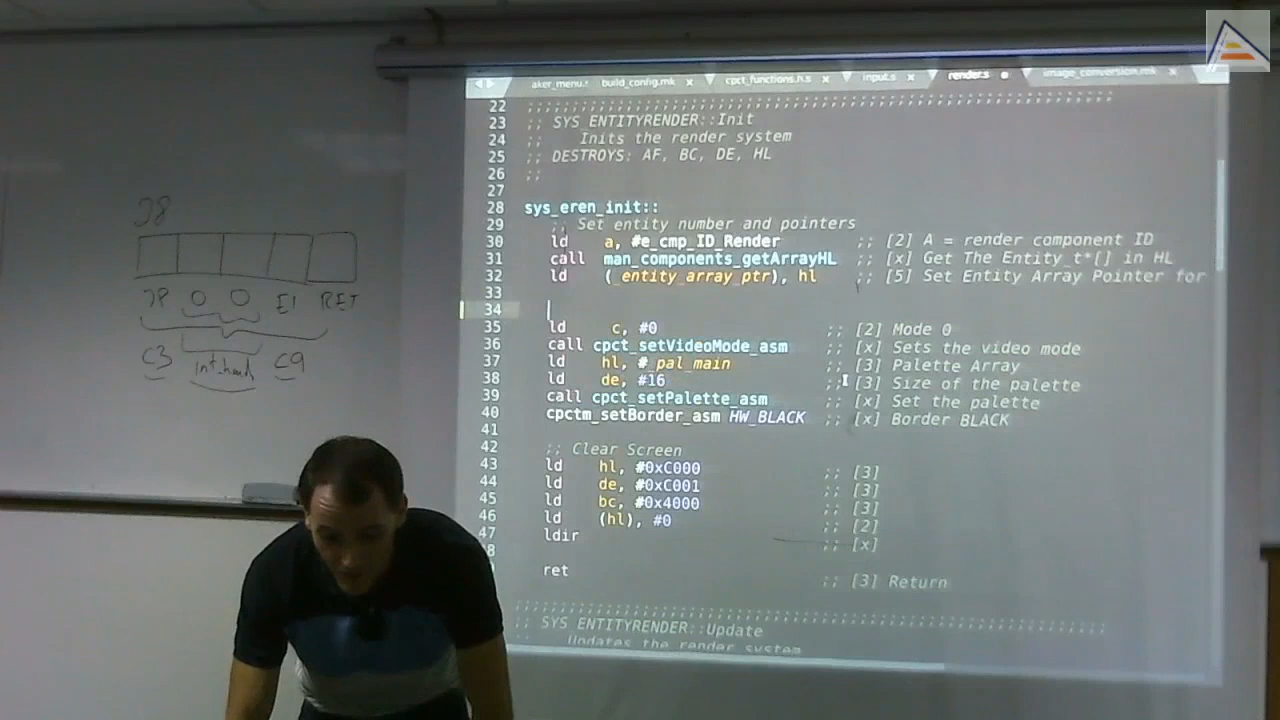 build_config.mk x cpct_functions.h.s x input.s x render.s image_conversion.mk x
22 ;;;;;;;;;;;;;;;;;;;;;;;;;;;;;;;;;;;;;;;;;;;;;;;;;;;;;;;;;;;;;;;;;;;;;;
23 ;; SYS_ENTITYRENDER::Init
24 ;; Inits the render system
25 ;; DESTROYS: AF, BC, DE, HL
26 ;;
27
28 sys_eren_init::
29 ;; Set entity number and pointers
30 ld a, #e_cmp_ID_Render ;; [2] A = render component ID
31 call man_components_getArrayHL ;; [x] Get The Entity_t*[] in HL
32 ld (_entity_array_ptr), hl ;; [5] Set Entity Array Pointer for
33
34
35 ld c, #0 ;; [2] Mode 0
36 call cpct_setVideoMode_asm ;; [x] Sets the video mode
37 ld hl, #_pal_main ;; [3] Palette Array
38 ld de, #16 ;; [3] Size of the palette
39 call cpct_setPalette_asm ;; [x] Set the palette
40 cpctm_setBorder_asm HW_BLACK ;; [x] Border BLACK
41
42 ;; Clear Screen
43 ld hl, #0xC000 ;; [3]
44 ld de, #0xC001 ;; [3]
45 ld bc, #0x4000 ;; [3]
46 ld (hl), #0 ;; [2]
47 ldir ;; [x]
8
ret ;; [3] Return
;;;;;;;;;;;;;;;;;;;;;;;;;;;;;;;;;;;;;;;;;;;;;;;;;;;;;;;;;;;;;;;;;;;;;;
;; SYS_ENTITYRENDER::Update
;; Updates the render system
38
JP 0 0 EI RET
C3 C9